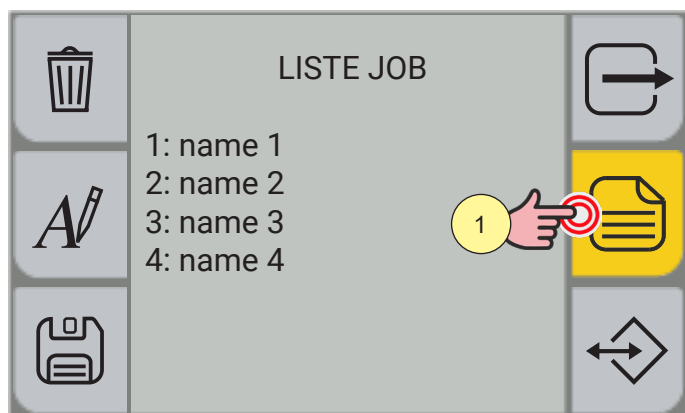 LISTE JOB
1: name 1
2: name 2
3: name 3
4: name 4
1
A